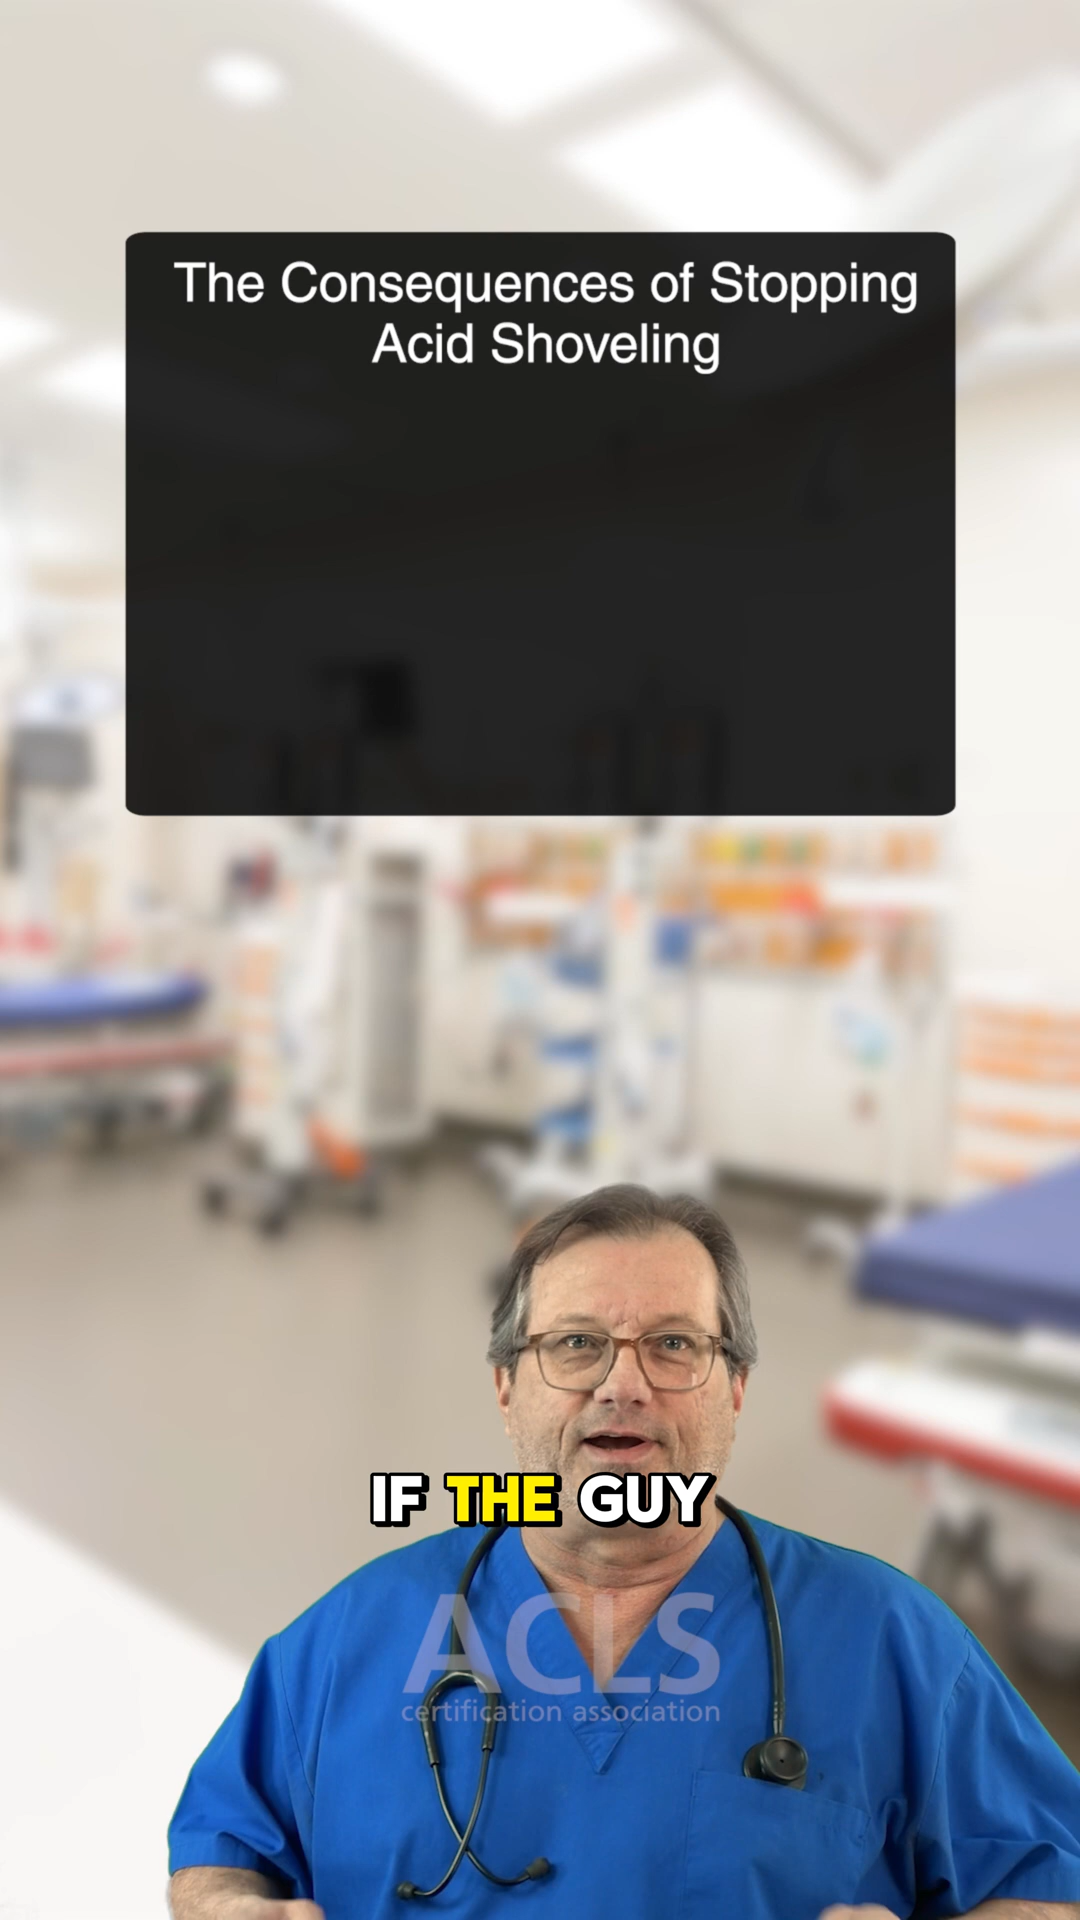 The Consequences of Stopping
Acid Shoveling
IF THE GUY
ACLS
certification association